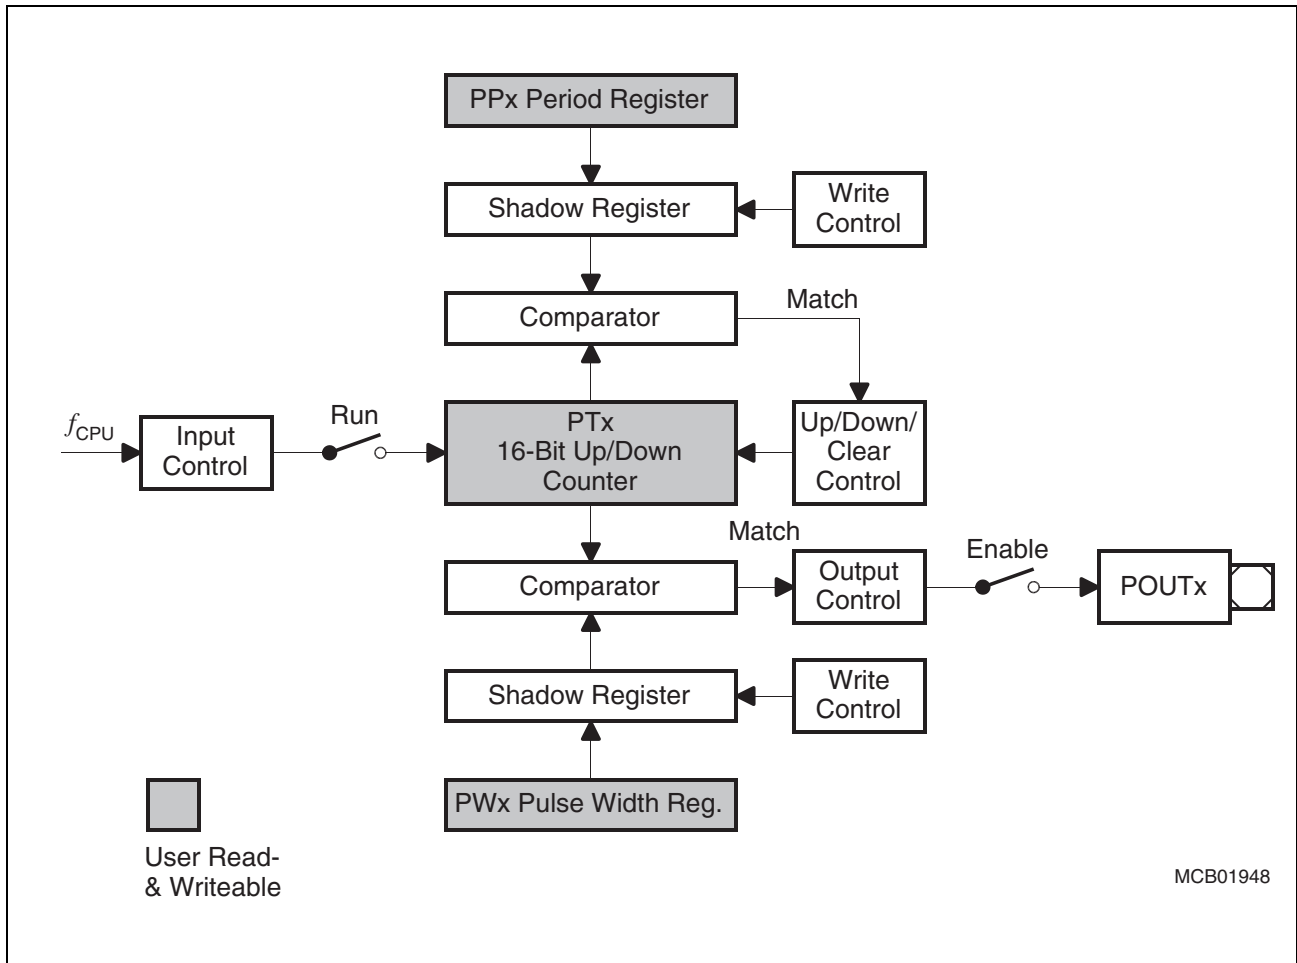 PPx Period Register
Shadow Register
Write
Control
Comparator
Match
fCPU
Input
Control
Run
PTx
16-Bit Up/Down
Counter
Up/Down/
Clear
Control
Match
Comparator
Output
Control
Enable
POUTx
Shadow Register
Write
Control
PWx Pulse Width Reg.
User Read-
& Writeable
MCB01948